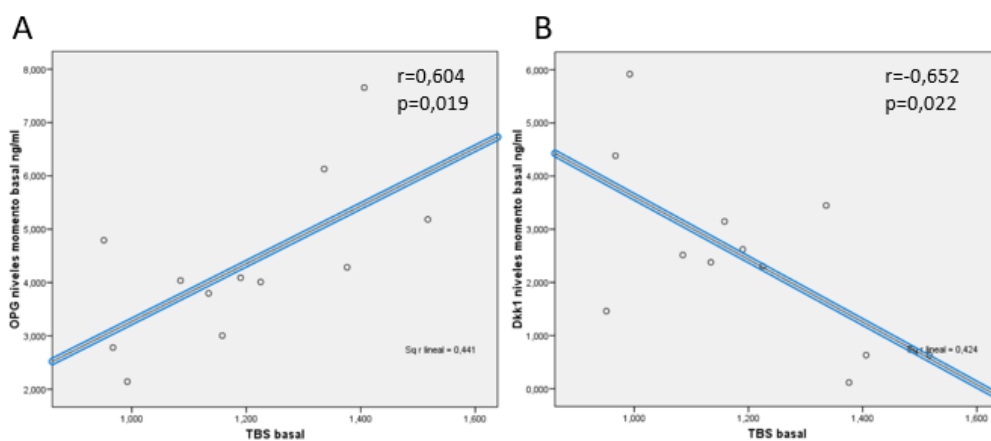 A
OPG niveles momento basal ng/ml
8,000
7,000
6,000
5,000
4,000
3,000
2,000
r=0,604
p=0,019
Sq r lineal = 0,441
1,000 1,200 1,400 1,600
TBS basal
B
Dkk1 niveles momento basal ng/ml
6,000
5,000
4,000
3,000
2,000
1,000
0,000
r=-0,652
p=0,022
Sq r lineal = 0,424
1,000 1,200 1,400 1,600
TBS basal